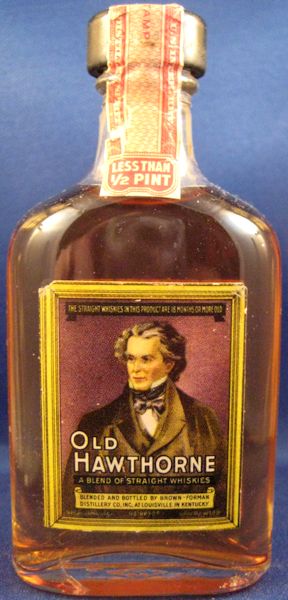 STAMP
LESS THAN
1/2 PINT
THE STRAIGHT WHISKIES IN THIS PRODUCT ARE 18 MONTHS OR MORE OLD
OLD
HAWTHORNE
A BLEND OF STRAIGHT WHISKIES
BLENDED AND BOTTLED BY BROWN-FORMAN
DISTILLERY CO., INC. AT LOUISVILLE IN KENTUCKY